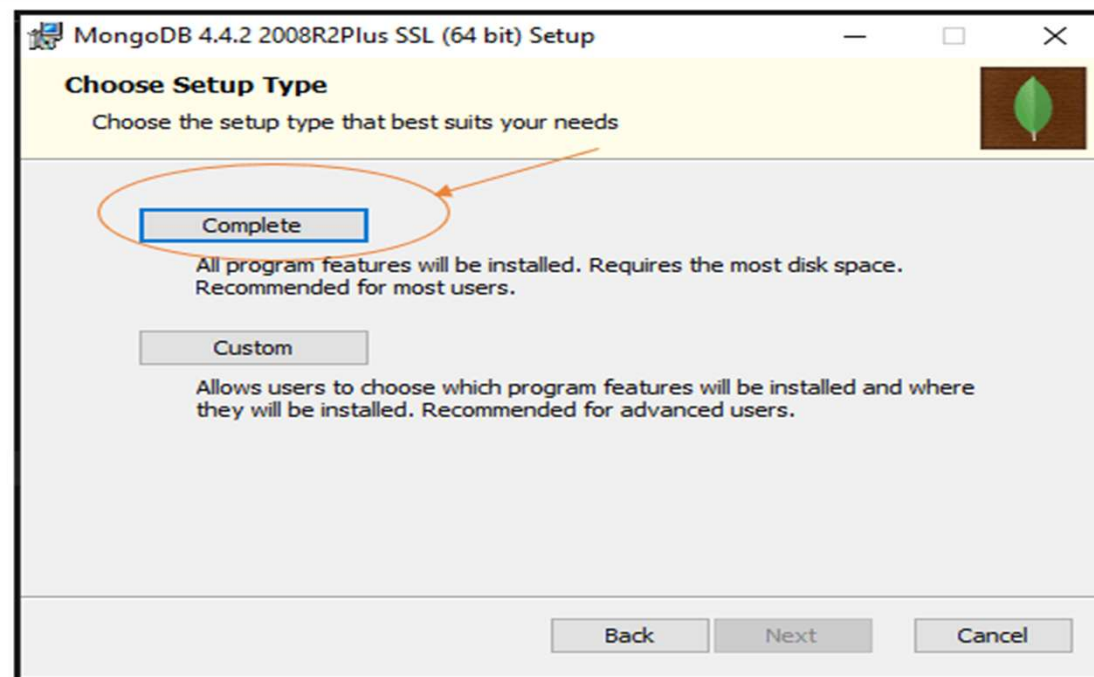 MongoDB 4.4.2 2008R2Plus SSL (64 bit) Setup
Choose Setup Type
Choose the setup type that best suits your needs
Complete
All program features will be installed. Requires the most disk space.
Recommended for most users.
Custom
Allows users to choose which program features will be installed and where
they will be installed. Recommended for advanced users.
Back Next Cancel